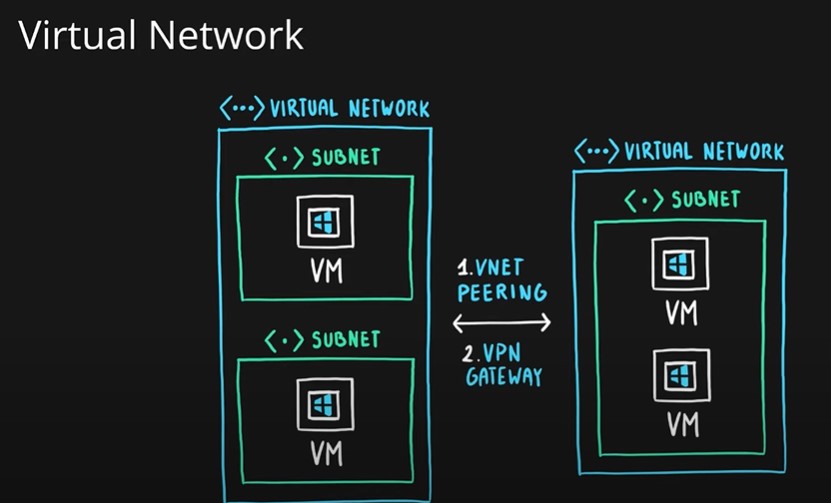 Virtual Network
<···> VIRTUAL NETWORK
<·> SUBNET
VM
<·> SUBNET
VM
1.VNET
PEERING
2.VPN
GATEWAY
<···> VIRTUAL NETWORK
<·> SUBNET
VM
VM